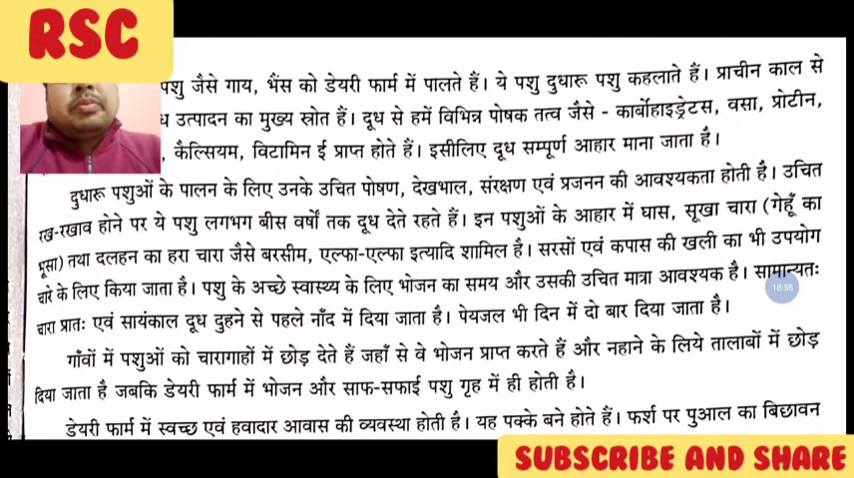 RSC
पशु जैसे गाय, भैंस को डेयरी फार्म में पालते हैं। ये पशु दुधारू पशु कहलाते हैं। प्राचीन काल से
उत्पादन का मुख्य स्रोत हैं। दूध से हमें विभिन्न पोषक तत्व जैसे - कार्बोहाइड्रेटस, वसा, प्रोटीन,
, कैल्सियम, विटामिन ई प्राप्त होते हैं। इसीलिए दूध सम्पूर्ण आहार माना जाता है।
दुधारू पशुओं के पालन के लिए उनके उचित पोषण, देखभाल, संरक्षण एवं प्रजनन की आवश्यकता होती है। उचित
रख-रखाव होने पर ये पशु लगभग बीस वर्षों तक दूध देते रहते हैं। इन पशुओं के आहार में घास, सूखा चारा (गेहूँ का
भूसा) तथा दलहन का हरा चारा जैसे बरसीम, एल्फा-एल्फा इत्यादि शामिल है। सरसों एवं कपास की खली का भी उपयोग
चारे के लिए किया जाता है। पशु के अच्छे स्वास्थ्य के लिए भोजन का समय और उसकी उचित मात्रा आवश्यक है। सामान्यतः
18:55
चारा प्रातः एवं सायंकाल दूध दुहने से पहले नाँद में दिया जाता है। पेयजल भी दिन में दो बार दिया जाता है।
गाँवों में पशुओं को चारागाहों में छोड़ देते हैं जहाँ से वे भोजन प्राप्त करते हैं और नहाने के लिये तालाबों में छोड़
दिया जाता है जबकि डेयरी फार्म में भोजन और साफ-सफाई पशु गृह में ही होती है।
डेयरी फार्म में स्वच्छ एवं हवादार आवास की व्यवस्था होती है। यह पक्के बने होते हैं। फर्श पर पुआल का बिछावन
SUBSCRIBE AND SHARE